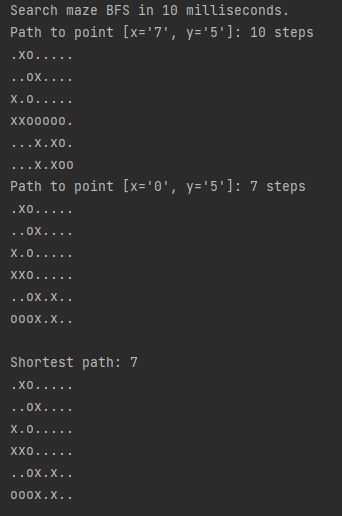 Search maze BFS in 10 milliseconds.
Path to point [x='7', y='5']: 10 steps
.xo.....
..ox....
x.o.....
xxooooo.
...x.xo.
...x.xoo
Path to point [x='0', y='5']: 7 steps
.xo.....
..ox....
x.o.....
xxo.....
..ox.x..
ooox.x..

Shortest path: 7
.xo.....
..ox....
x.o.....
xxo.....
..ox.x..
ooox.x..